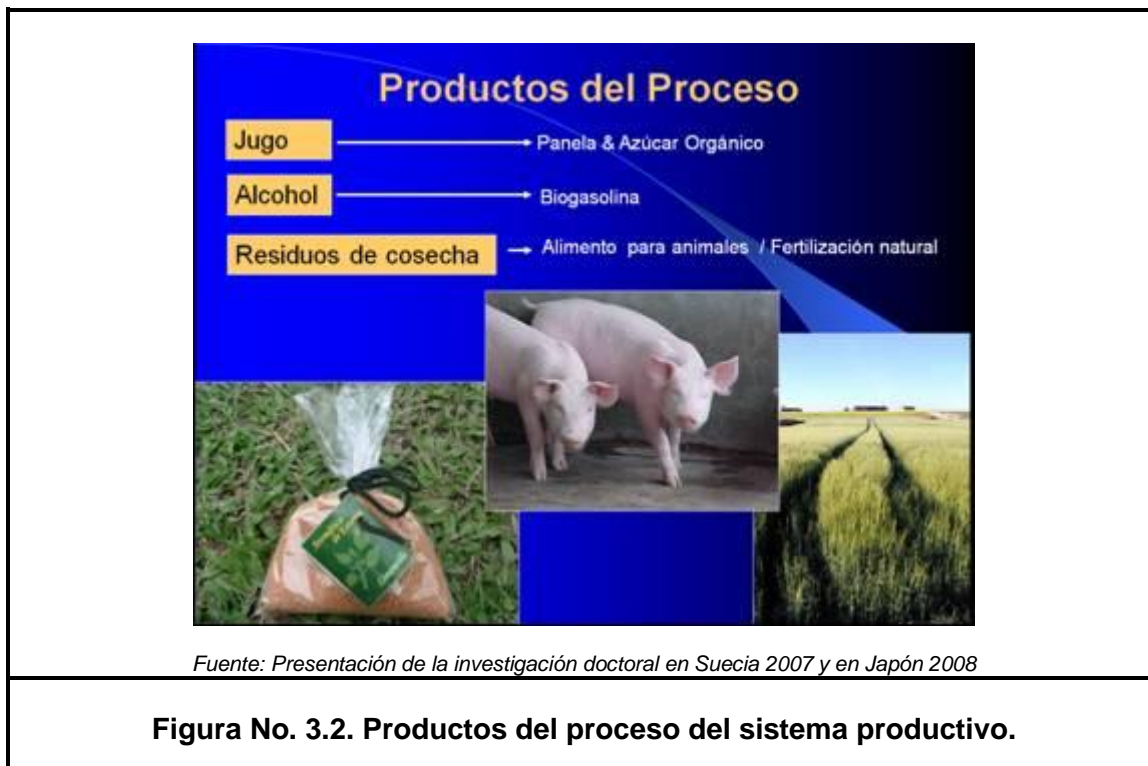 Productos del Proceso
Jugo
Panela & Azúcar Orgánico
Alcohol
Biogasolina
Residuos de cosecha
Alimento para animales / Fertilización natural
Fuente: Presentación de la investigación doctoral en Suecia 2007 y en Japón 2008
Figura No. 3.2. Productos del proceso del sistema productivo.